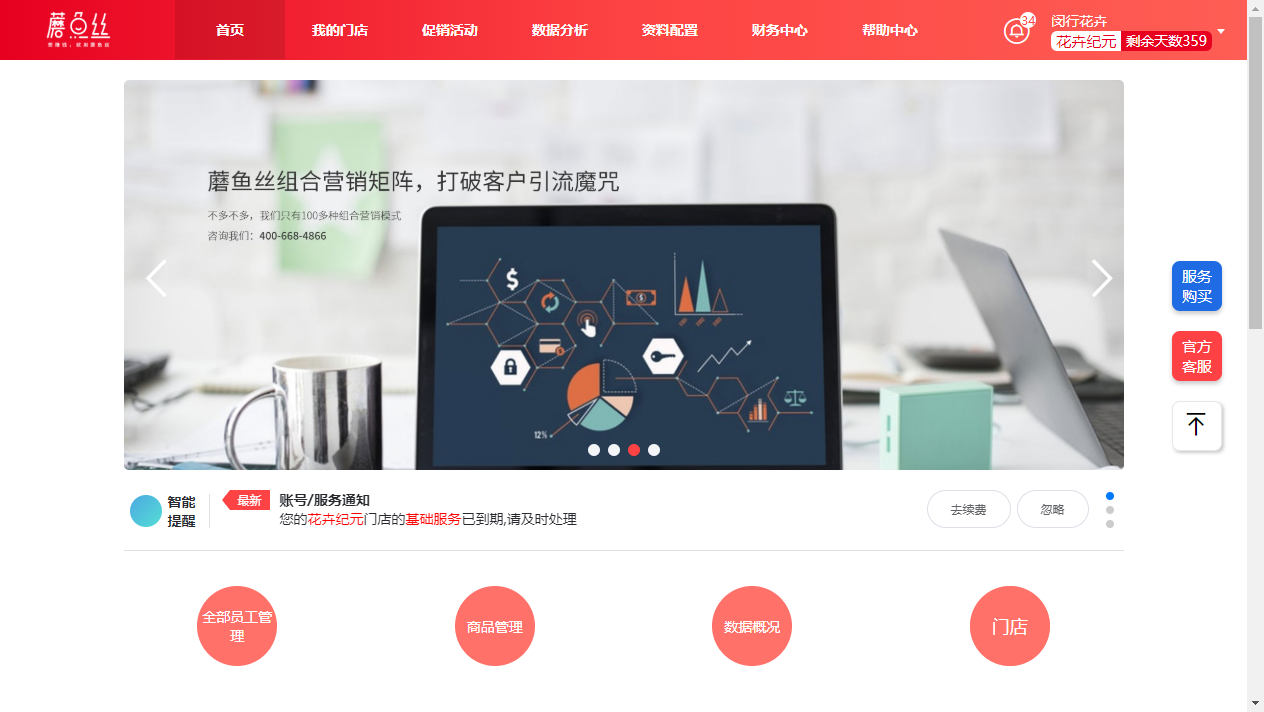 蘑鱼丝
首页
我的门店
促销活动
数据分析
资料配置
财务中心
帮助中心
34
闵行花卉
花卉纪元 剩余天数359
蘑鱼丝组合营销矩阵，打破客户引流魔咒
不多不多，我们只有100多种组合营销模式
咨询我们：400-668-4866
12%
服务
购买
官方
客服
智能
提醒
最新
账号/服务通知
您的花卉纪元门店的基础服务已到期,请及时处理
去续费
忽略
全部员工管
理
商品管理
数据概况
门店